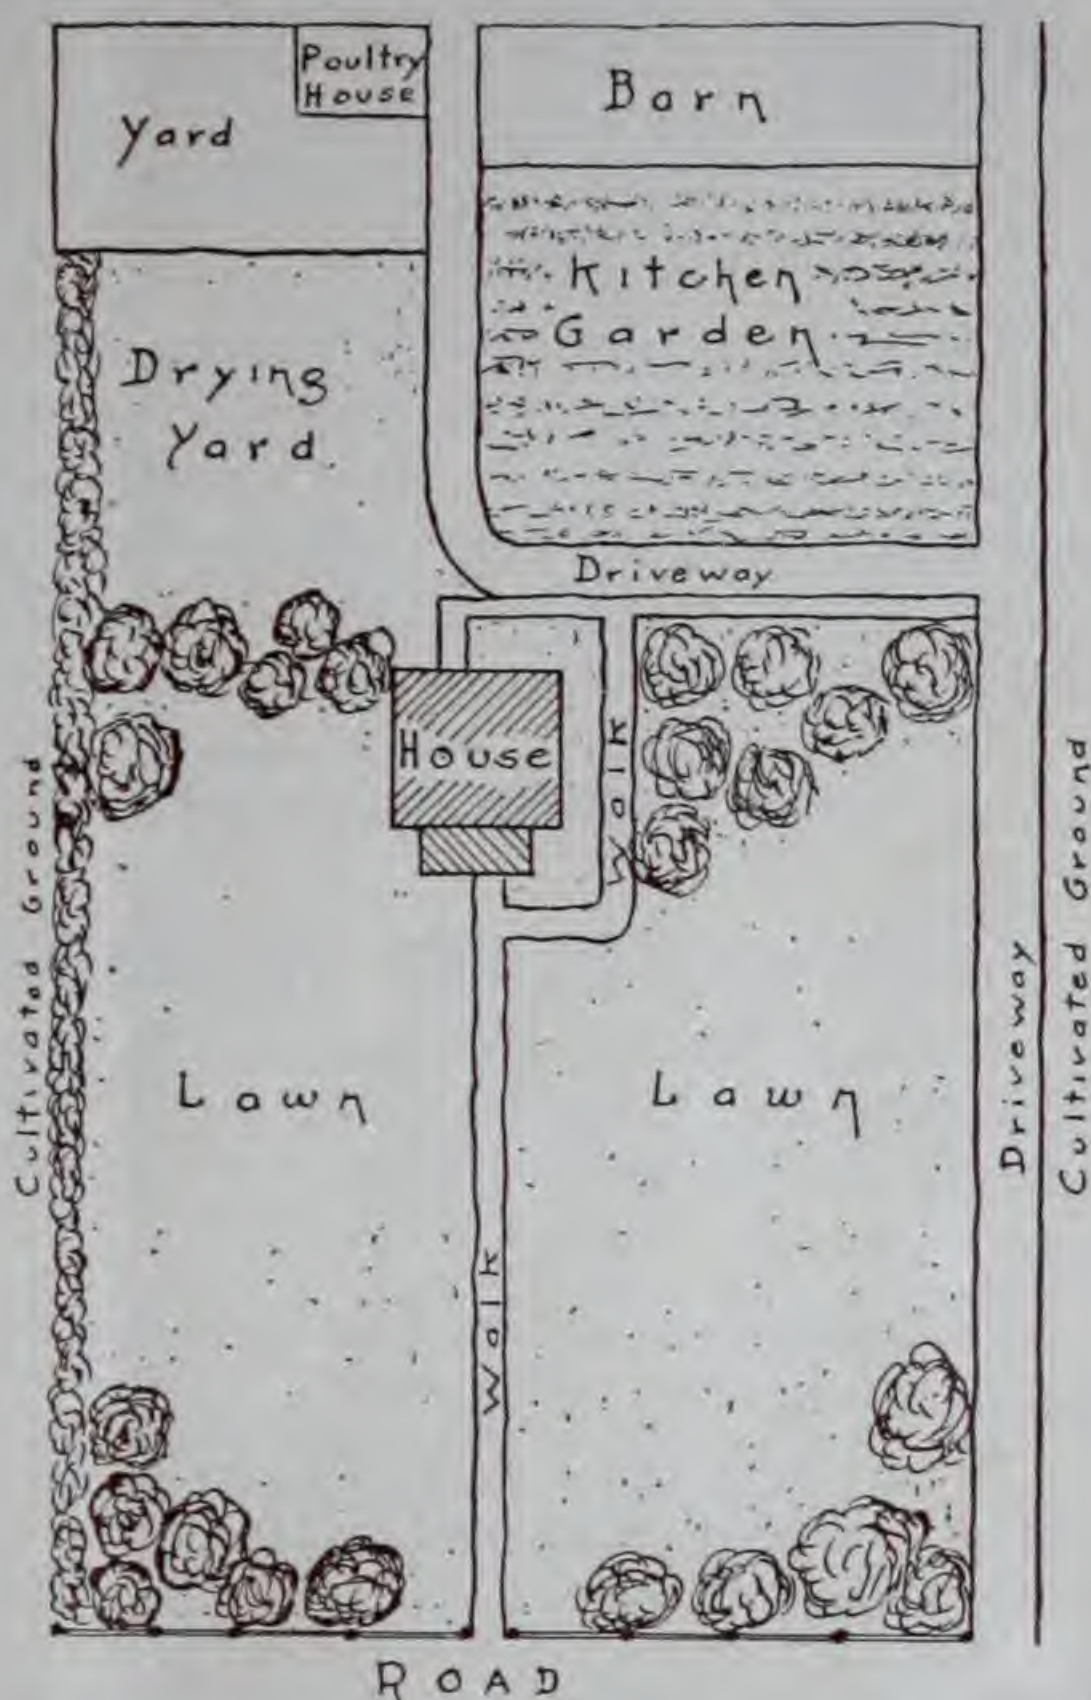 Poultry
House
Barn
Yard
Kitchen
Garden
Drying
Yard
Driveway
House
Walk
Cultivated Ground
Lawn
Lawn
Driveway
Cultivated Ground
Walk
ROAD